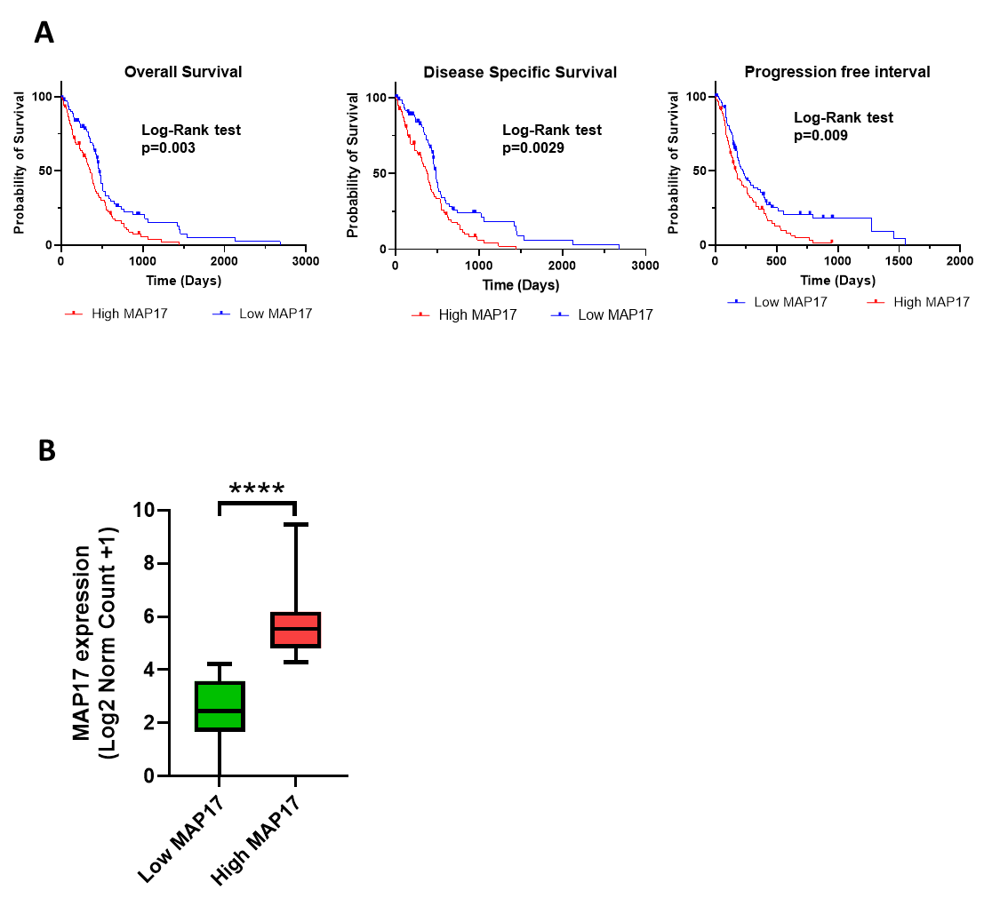 A
Overall Survival
Probability of Survival
100
50
0
Log-Rank test
p=0.003
0 1000 2000 3000
Time (Days)
High MAP17 Low MAP17
Disease Specific Survival
Probability of Survival
100
50
0
Log-Rank test
p=0.0029
0 1000 2000 3000
Time (Days)
High MAP17 Low MAP17
Progression free interval
Probability of Survival
100
50
0
Log-Rank test
p=0.009
0 500 1000 1500 2000
Time (Days)
Low MAP17 High MAP17
B
MAP17 expression
(Log2 Norm Count +1)
****
10
8
6
4
2
0
Low MAP17
High MAP17